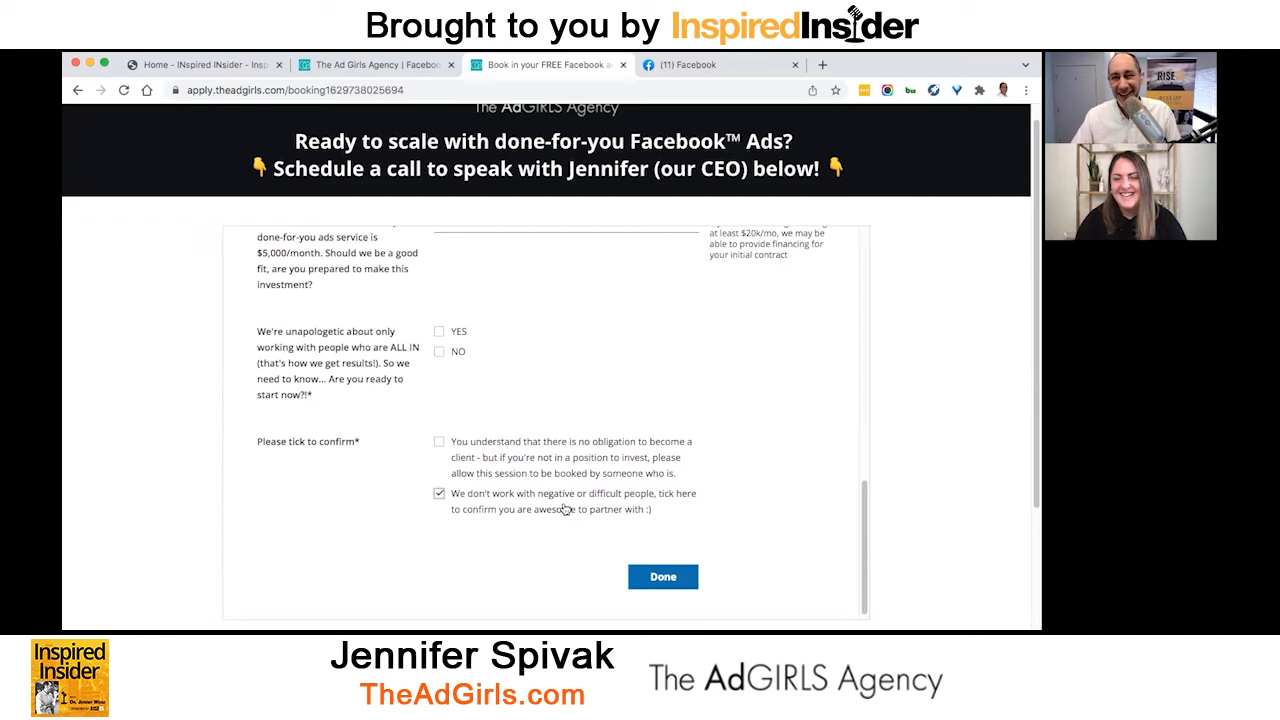 Brought to you by InspiredInsider
Home - INspired INsider - Insp
The Ad Girls Agency | Faceboo
Book in your FREE Facebook a
(11) Facebook
apply.theadgirls.com/booking1629738025694
The AdGIRLS Agency
Ready to scale with done-for-you Facebook™ Ads?
👇 Schedule a call to speak with Jennifer (our CEO) below! 👇
done-for-you ads service is
$5,000/month. Should we be a good
fit, are you prepared to make this
investment?
at least $20k/mo, we may be
able to provide financing for
your initial contract
We're unapologetic about only
working with people who are ALL IN
(that's how we get results!). So we
need to know... Are you ready to
start now?!*
YES
NO
Please tick to confirm*
You understand that there is no obligation to become a
client - but if you're not in a position to invest, please
allow this session to be booked by someone who is.
We don't work with negative or difficult people, tick here
to confirm you are awesome to partner with :)
Done
RISE
Inspired
Insider
Jennifer Spivak
TheAdGirls.com
The AdGIRLS Agency